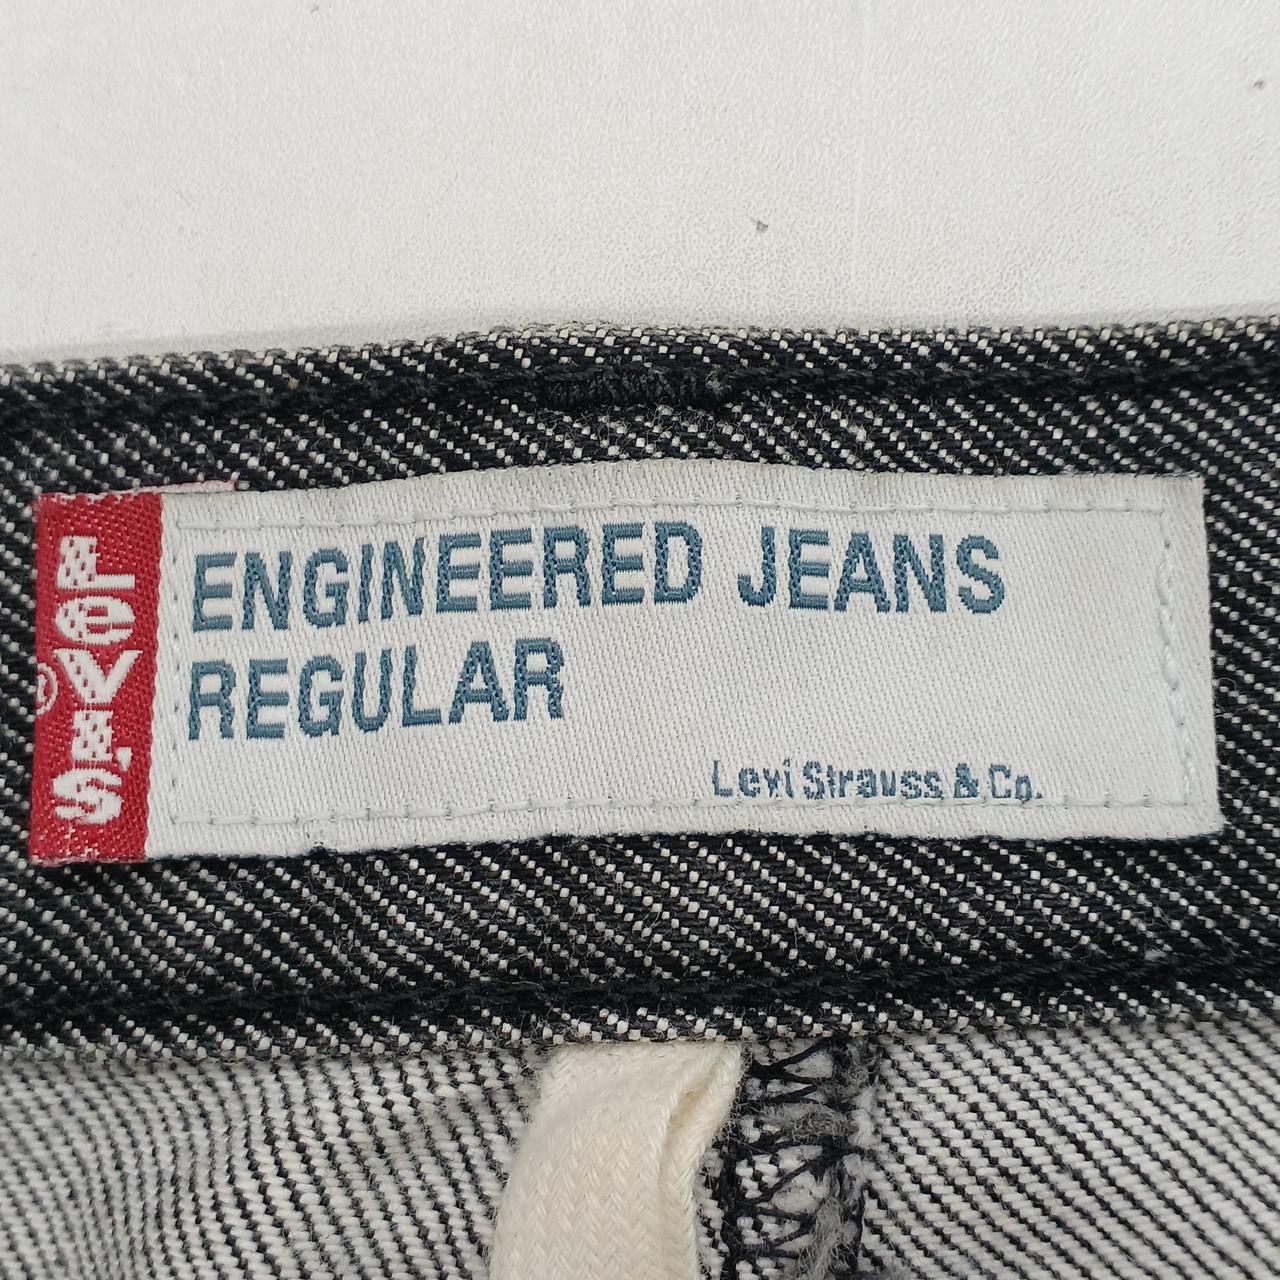 LEVI'S ®
ENGINEERED JEANS
REGULAR
Levi Strauss & Co.